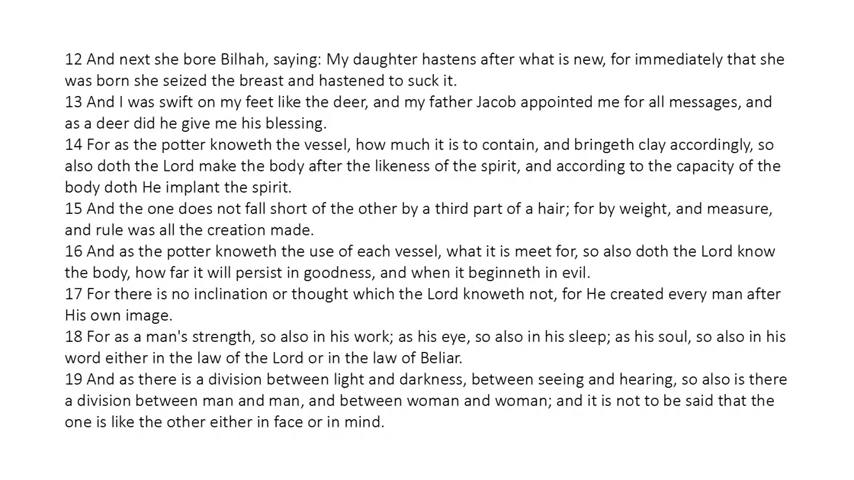 12 And next she bore Bilhah, saying: My daughter hastens after what is new, for immediately that she
was born she seized the breast and hastened to suck it.
13 And I was swift on my feet like the deer, and my father Jacob appointed me for all messages, and
as a deer did he give me his blessing.
14 For as the potter knoweth the vessel, how much it is to contain, and bringeth clay accordingly, so
also doth the Lord make the body after the likeness of the spirit, and according to the capacity of the
body doth He implant the spirit.
15 And the one does not fall short of the other by a third part of a hair; for by weight, and measure,
and rule was all the creation made.
16 And as the potter knoweth the use of each vessel, what it is meet for, so also doth the Lord know
the body, how far it will persist in goodness, and when it beginneth in evil.
17 For there is no inclination or thought which the Lord knoweth not, for He created every man after
His own image.
18 For as a man's strength, so also in his work; as his eye, so also in his sleep; as his soul, so also in his
word either in the law of the Lord or in the law of Beliar.
19 And as there is a division between light and darkness, between seeing and hearing, so also is there
a division between man and man, and between woman and woman; and it is not to be said that the
one is like the other either in face or in mind.